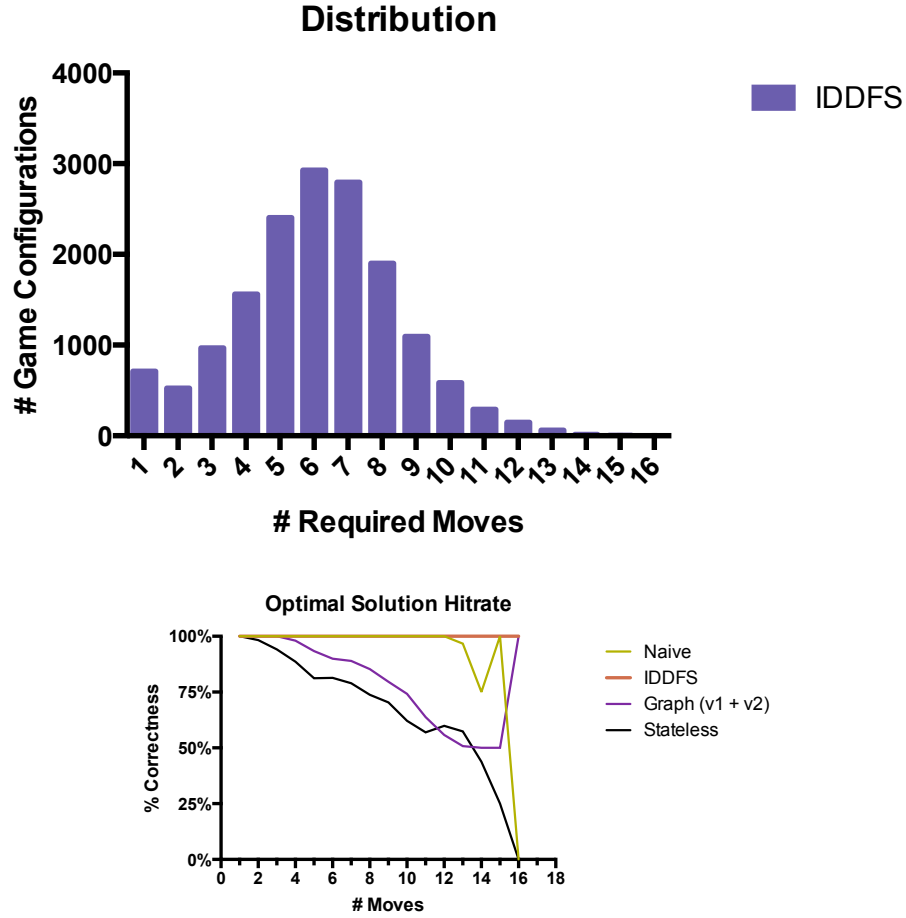 Distribution
# Game Configurations
4000
3000
2000
1000
0
1 2 3 4 5 6 7 8 9 10 11 12 13 14 15 16
# Required Moves
IDDFS
Optimal Solution Hitrate
% Correctness
100%
75%
50%
25%
0%
0 2 4 6 8 10 12 14 16 18
# Moves
Naive
IDDFS
Graph (v1 + v2)
Stateless